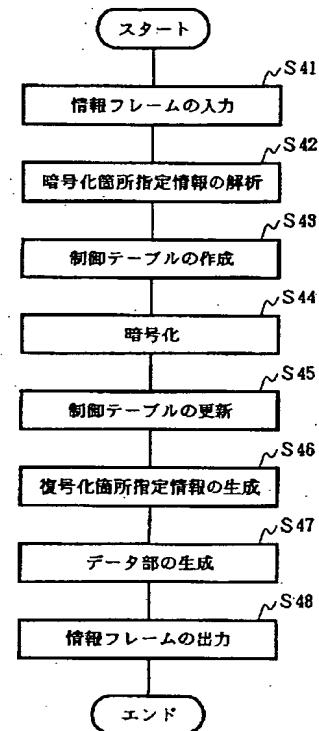 スタート
S41
情報フレームの入力
S42
暗号化箇所指定情報の解析
S43
制御テーブルの作成
S44
暗号化
S45
制御テーブルの更新
S46
復号化箇所指定情報の生成
S47
データ部の生成
S48
情報フレームの出力
エンド